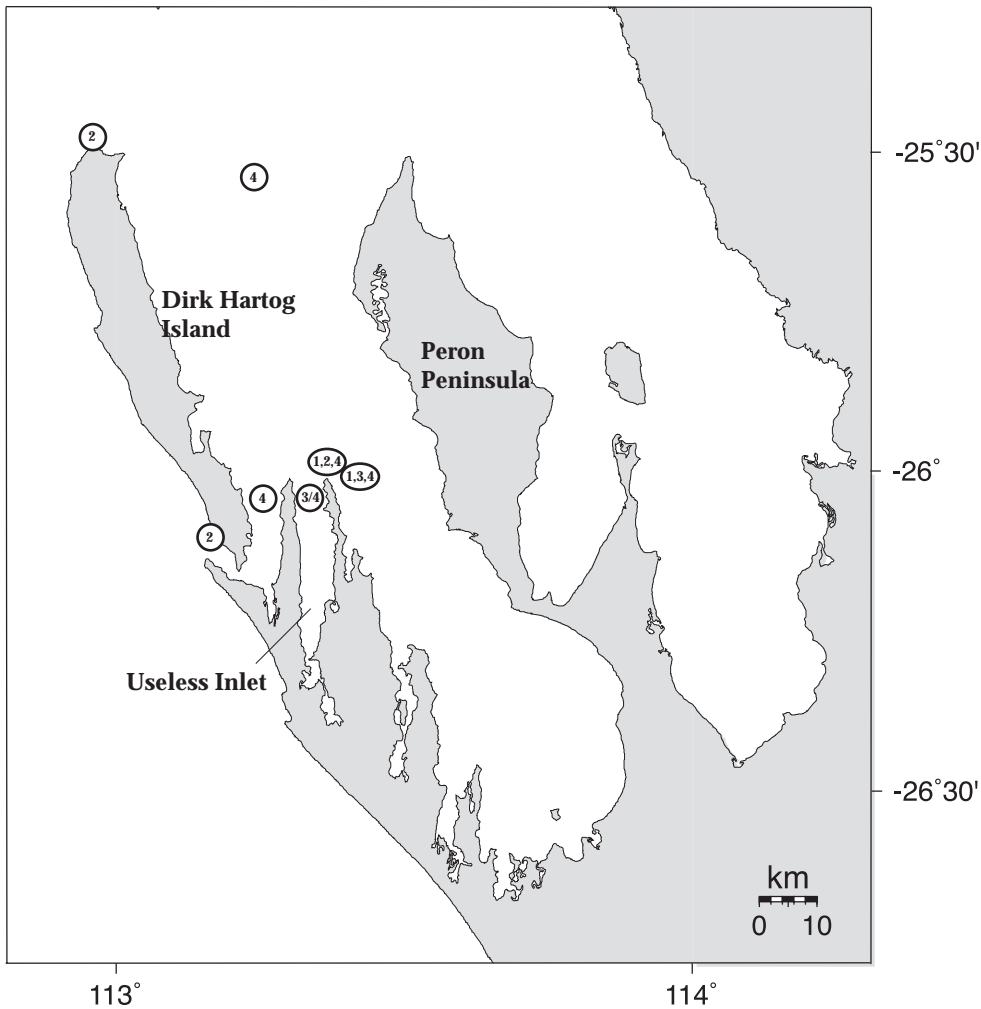 2
4
-25°30'
Dirk Hartog
Island
Peron
Peninsula
1,2,4
1,3,4
-26°
4
3/4
2
Useless Inlet
-26°30'
km
0 10
113°
114°